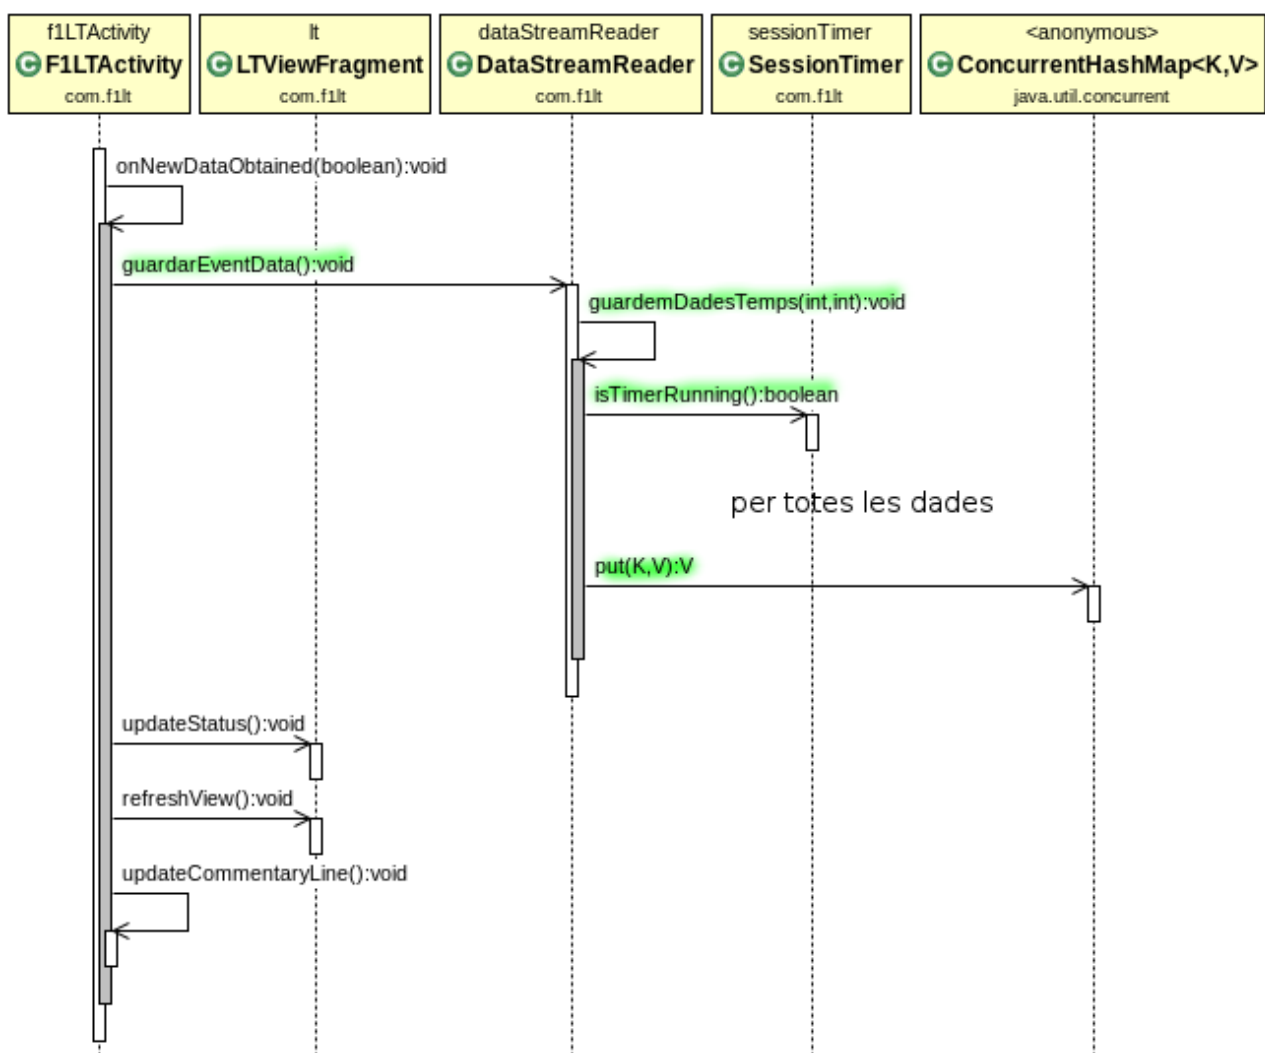 f1LTActivity
F1LTActivity
com.f1lt
lt
LTViewFragment
com.f1lt
dataStreamReader
DataStreamReader
com.f1lt
sessionTimer
SessionTimer
com.f1lt
<anonymous>
ConcurrentHashMap<K,V>
java.util.concurrent
onNewDataObtained(boolean):void
guardarEventData():void
guardemDadesTemps(int,int):void
isTimerRunning():boolean
per totes les dades
put(K,V):V
updateStatus():void
refreshView():void
updateCommentaryLine():void